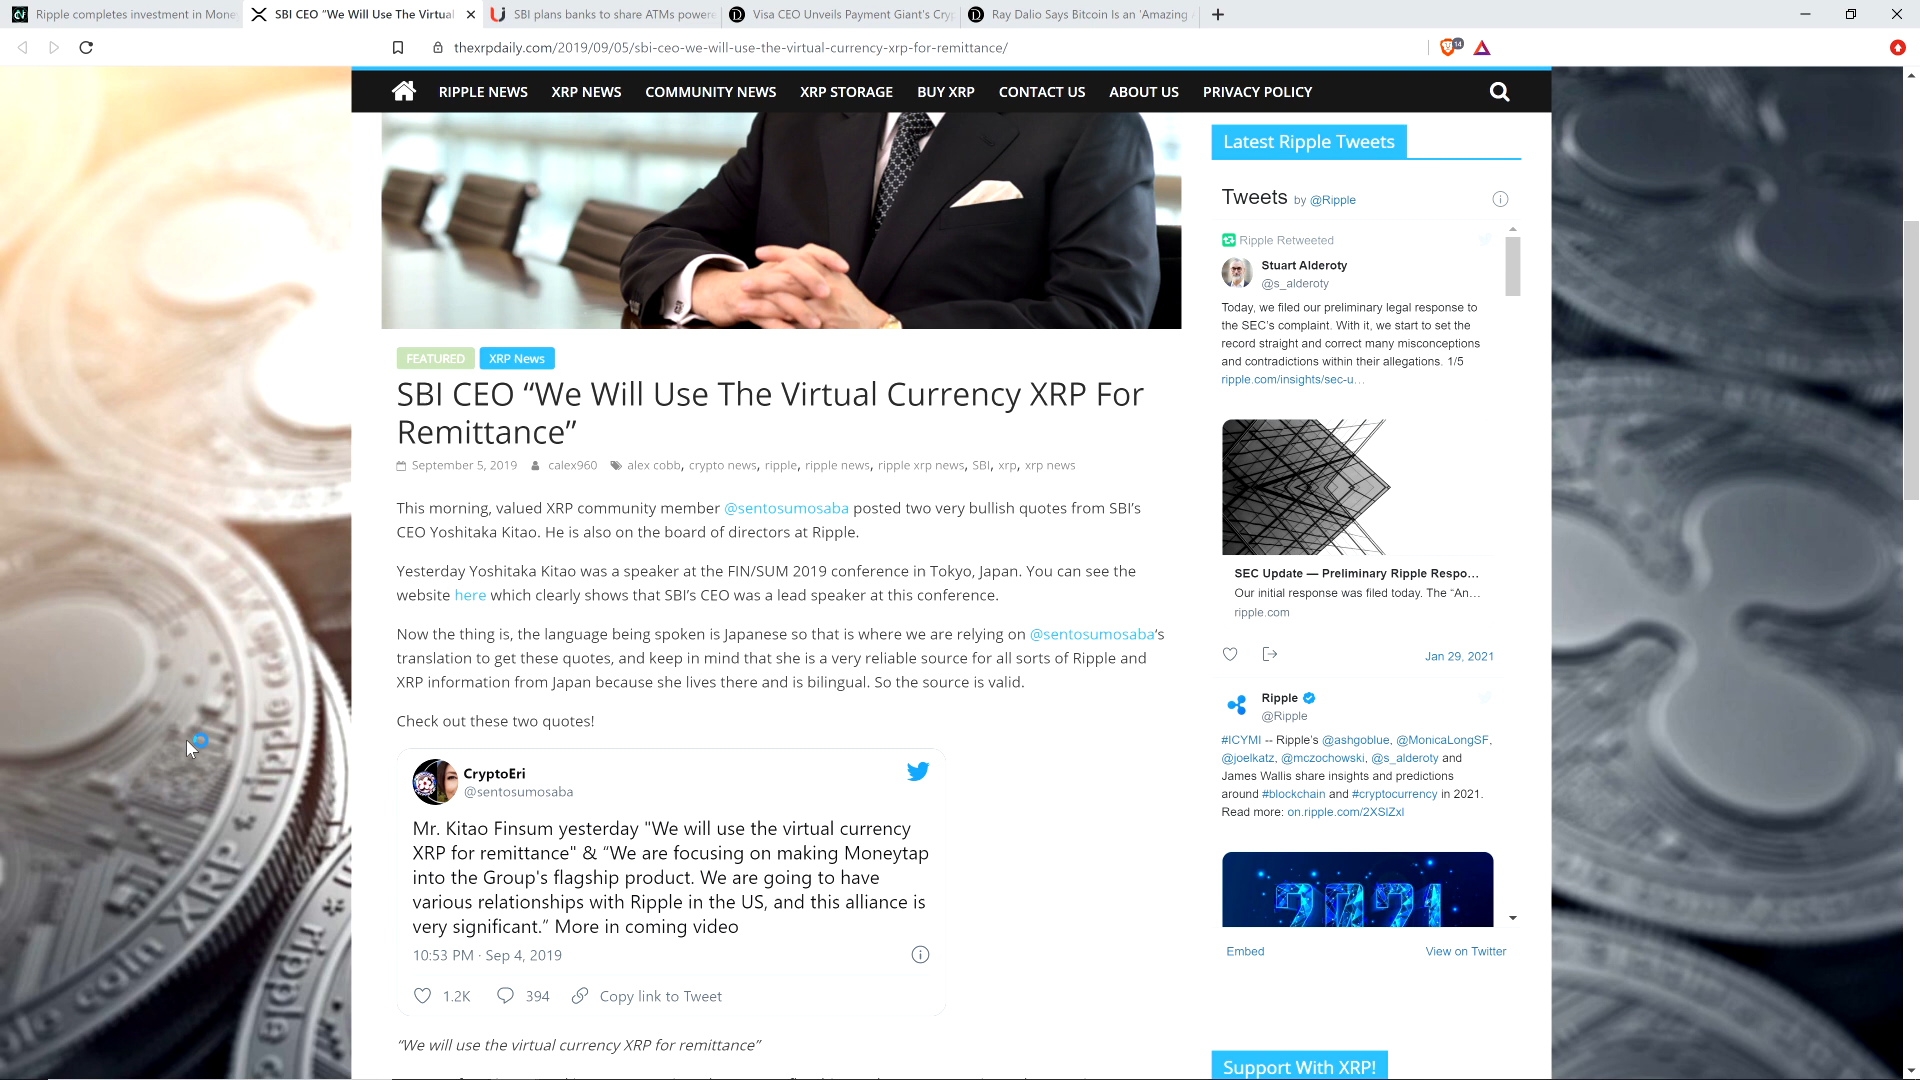 Ripple completes investment in Mone
SBI CEO "We Will Use The Virtual
SBI plans banks to share ATMs powere
Visa CEO Unveils Payment Giant's Cry
Ray Dalio Says Bitcoin Is an 'Amazing
thexrpdaily.com/2019/09/05/sbi-ceo-we-will-use-the-virtual-currency-xrp-for-remittance/
14
RIPPLE NEWS XRP NEWS COMMUNITY NEWS XRP STORAGE BUY XRP CONTACT US ABOUT US PRIVACY POLICY
FEATURED XRP News
SBI CEO “We Will Use The Virtual Currency XRP For
Remittance”
September 5, 2019 calex960 alex cobb, crypto news, ripple, ripple news, ripple xrp news, SBI, xrp, xrp news
This morning, valued XRP community member @sentosumosaba posted two very bullish quotes from SBI’s
CEO Yoshitaka Kitao. He is also on the board of directors at Ripple.
Yesterday Yoshitaka Kitao was a speaker at the FIN/SUM 2019 conference in Tokyo, Japan. You can see the
website here which clearly shows that SBI’s CEO was a lead speaker at this conference.
Now the thing is, the language being spoken is Japanese so that is where we are relying on @sentosumosaba‘s
translation to get these quotes, and keep in mind that she is a very reliable source for all sorts of Ripple and
XRP information from Japan because she lives there and is bilingual. So the source is valid.
Check out these two quotes!
CryptoEri
@sentosumosaba
Mr. Kitao Finsum yesterday "We will use the virtual currency
XRP for remittance" & “We are focusing on making Moneytap
into the Group's flagship product. We are going to have
various relationships with Ripple in the US, and this alliance is
very significant.” More in coming video
10:53 PM · Sep 4, 2019
1.2K 394 Copy link to Tweet
“We will use the virtual currency XRP for remittance”
Latest Ripple Tweets
Tweets by @Ripple
Ripple Retweeted
Stuart Alderoty
@s_alderoty
Today, we filed our preliminary legal response to
the SEC’s complaint. With it, we start to set the
record straight and correct many misconceptions
and contradictions within their allegations. 1/5
ripple.com/insights/sec-u…
SEC Update — Preliminary Ripple Respo…
Our initial response was filed today. The “An…
ripple.com
Jan 29, 2021
Ripple
@Ripple
#ICYMI -- Ripple’s @ashgoblue, @MonicaLongSF,
@joelkatz, @mczochowski, @s_alderoty and
James Wallis share insights and predictions
around #blockchain and #cryptocurrency in 2021.
Read more: on.ripple.com/2XSlZxl
2021
Embed View on Twitter
Support With XRP!
ripple coin XRP
ripple